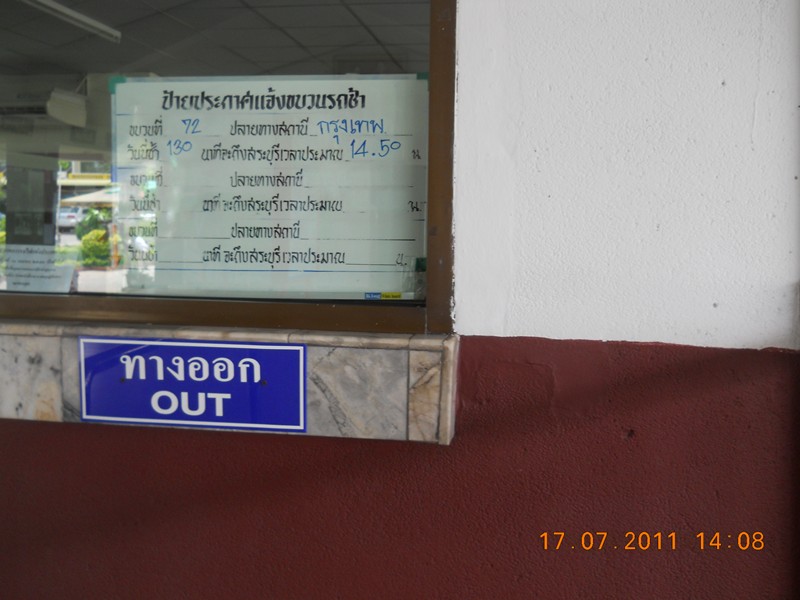 ป้ายประกาศแจ้งขบวนรถช้า
ขบวนที่ 72 ปลายทางสถานี กรุงเทพ
วันนี้ช้า 130 นาทีจะถึงสระบุรีเวลาประมาณ 14.50 น
ขบวนที่ ปลายทางสถานี
วันนี้ช้า นาทีจะถึงสระบุรีเวลาประมาณ น.
ขบวนที่ ปลายทางสถานี
วันนี้ช้า นาที จะถึงสระบุรีเวลาประมาณ น.
ทางออก
OUT
17.07.2011 14:08